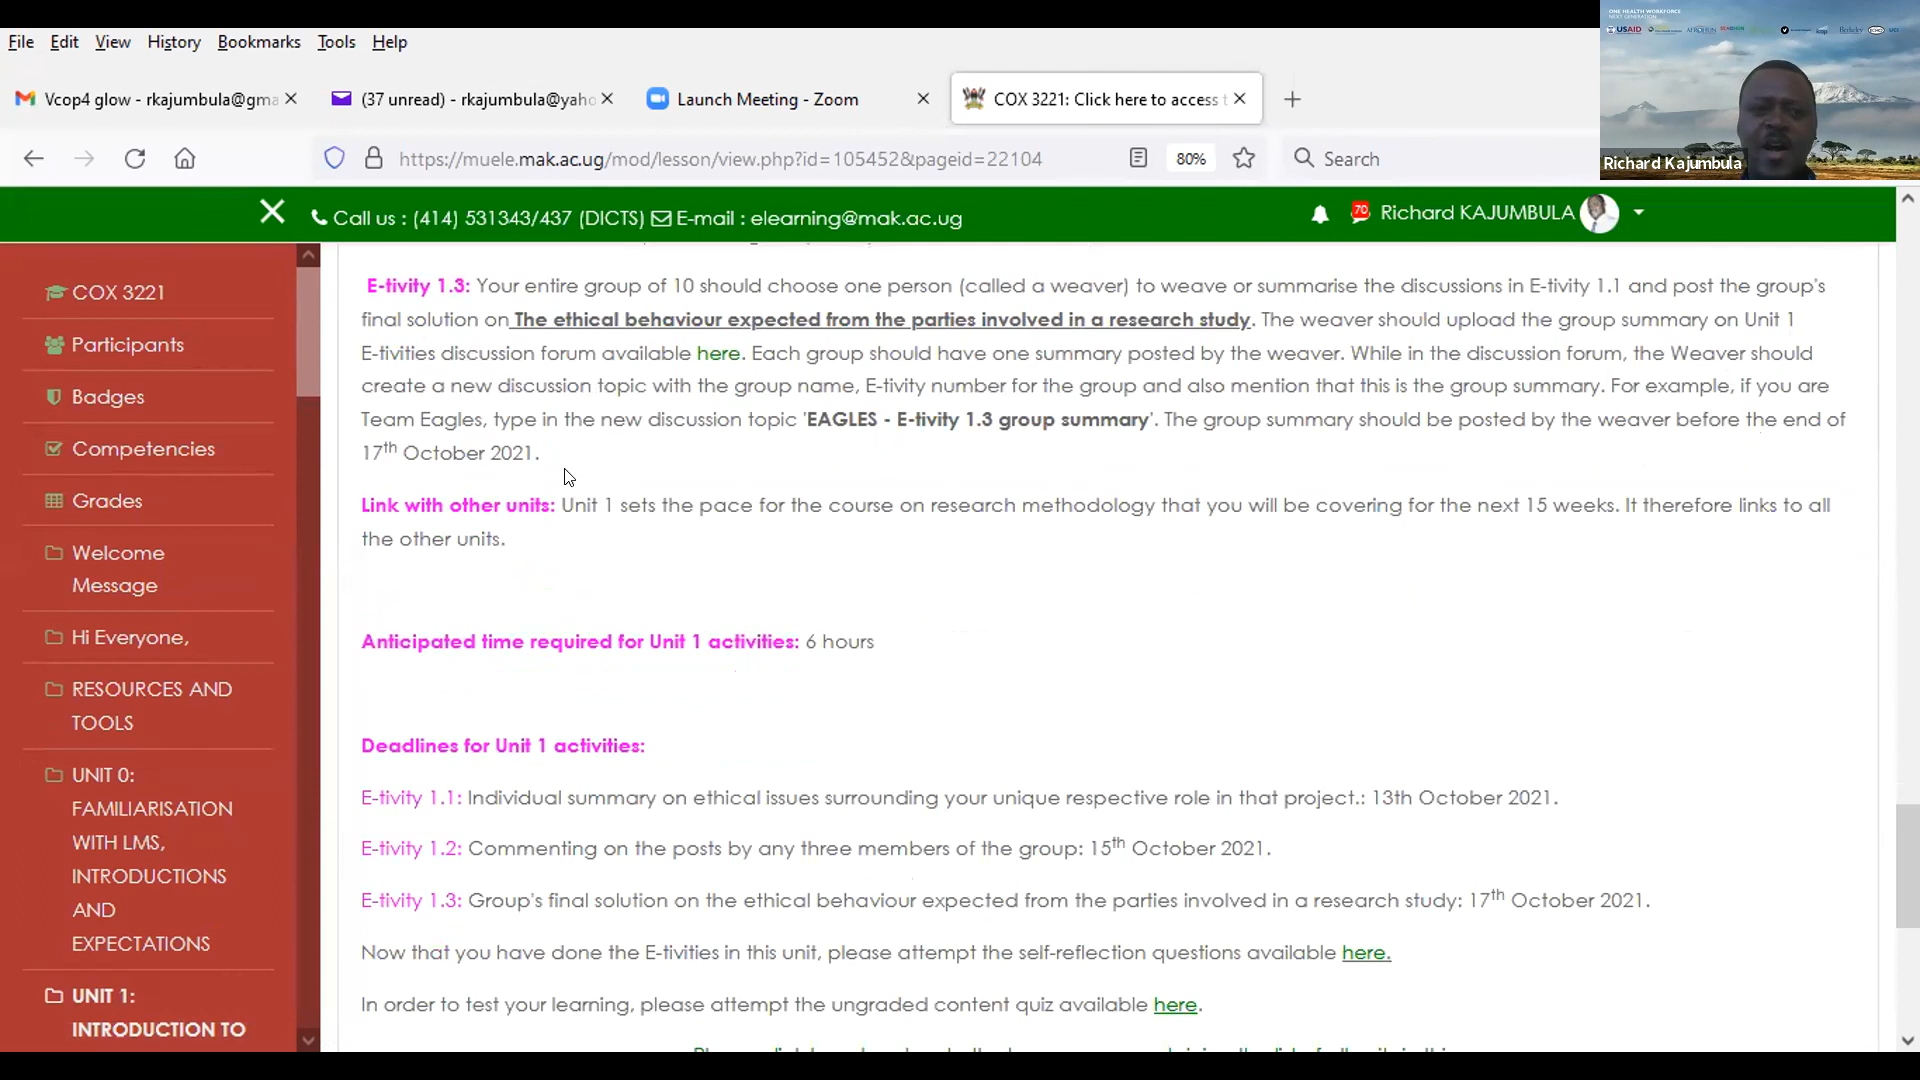 File Edit View History Bookmarks Tools Help
ONE HEALTH WORKFORCE
NEXT GENERATION
USAID
Berkeley
UCI
Richard Kajumbula
Vcop4 glow - rkajumbula@gma
(37 unread) - rkajumbula@yaho
Launch Meeting - Zoom
COX 3221: Click here to access t
https://muele.mak.ac.ug/mod/lesson/view.php?id=105452&pageid=22104
80%
Search
Call us : (414) 531343/437 (DICTS) E-mail : elearning@mak.ac.ug
70
Richard KAJUMBULA
COX 3221
Participants
Badges
Competencies
Grades
Welcome
Message
Hi Everyone,
RESOURCES AND
TOOLS
UNIT 0:
FAMILIARISATION
WITH LMS,
INTRODUCTIONS
AND
EXPECTATIONS
UNIT 1:
INTRODUCTION TO
E-tivity 1.3: Your entire group of 10 should choose one person (called a weaver) to weave or summarise the discussions in E-tivity 1.1 and post the group's
final solution on The ethical behaviour expected from the parties involved in a research study. The weaver should upload the group summary on Unit 1
E-tivities discussion forum available here. Each group should have one summary posted by the weaver. While in the discussion forum, the Weaver should
create a new discussion topic with the group name, E-tivity number for the group and also mention that this is the group summary. For example, if you are
Team Eagles, type in the new discussion topic 'EAGLES - E-tivity 1.3 group summary'. The group summary should be posted by the weaver before the end of
17th October 2021.
Link with other units: Unit 1 sets the pace for the course on research methodology that you will be covering for the next 15 weeks. It therefore links to all
the other units.
Anticipated time required for Unit 1 activities: 6 hours
Deadlines for Unit 1 activities:
E-tivity 1.1: Individual summary on ethical issues surrounding your unique respective role in that project.: 13th October 2021.
E-tivity 1.2: Commenting on the posts by any three members of the group: 15th October 2021.
E-tivity 1.3: Group's final solution on the ethical behaviour expected from the parties involved in a research study: 17th October 2021.
Now that you have done the E-tivities in this unit, please attempt the self-reflection questions available here.
In order to test your learning, please attempt the ungraded content quiz available here.